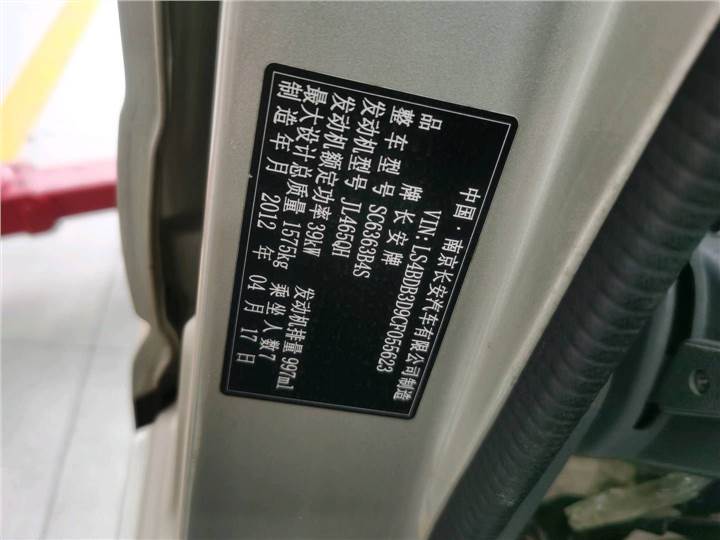 品 牌 长安牌
整 车 型 号 SC6363B4S
发动机型号 JL465QH
发动机额定功率 39kW 发动机排量 997ml
最大设计总质量 1575kg 乘坐人数 7
制造年月 2012 年 04 月 17 日
VIN: LS4BDB3D9CF055623
中国·南京长安汽车有限公司制造